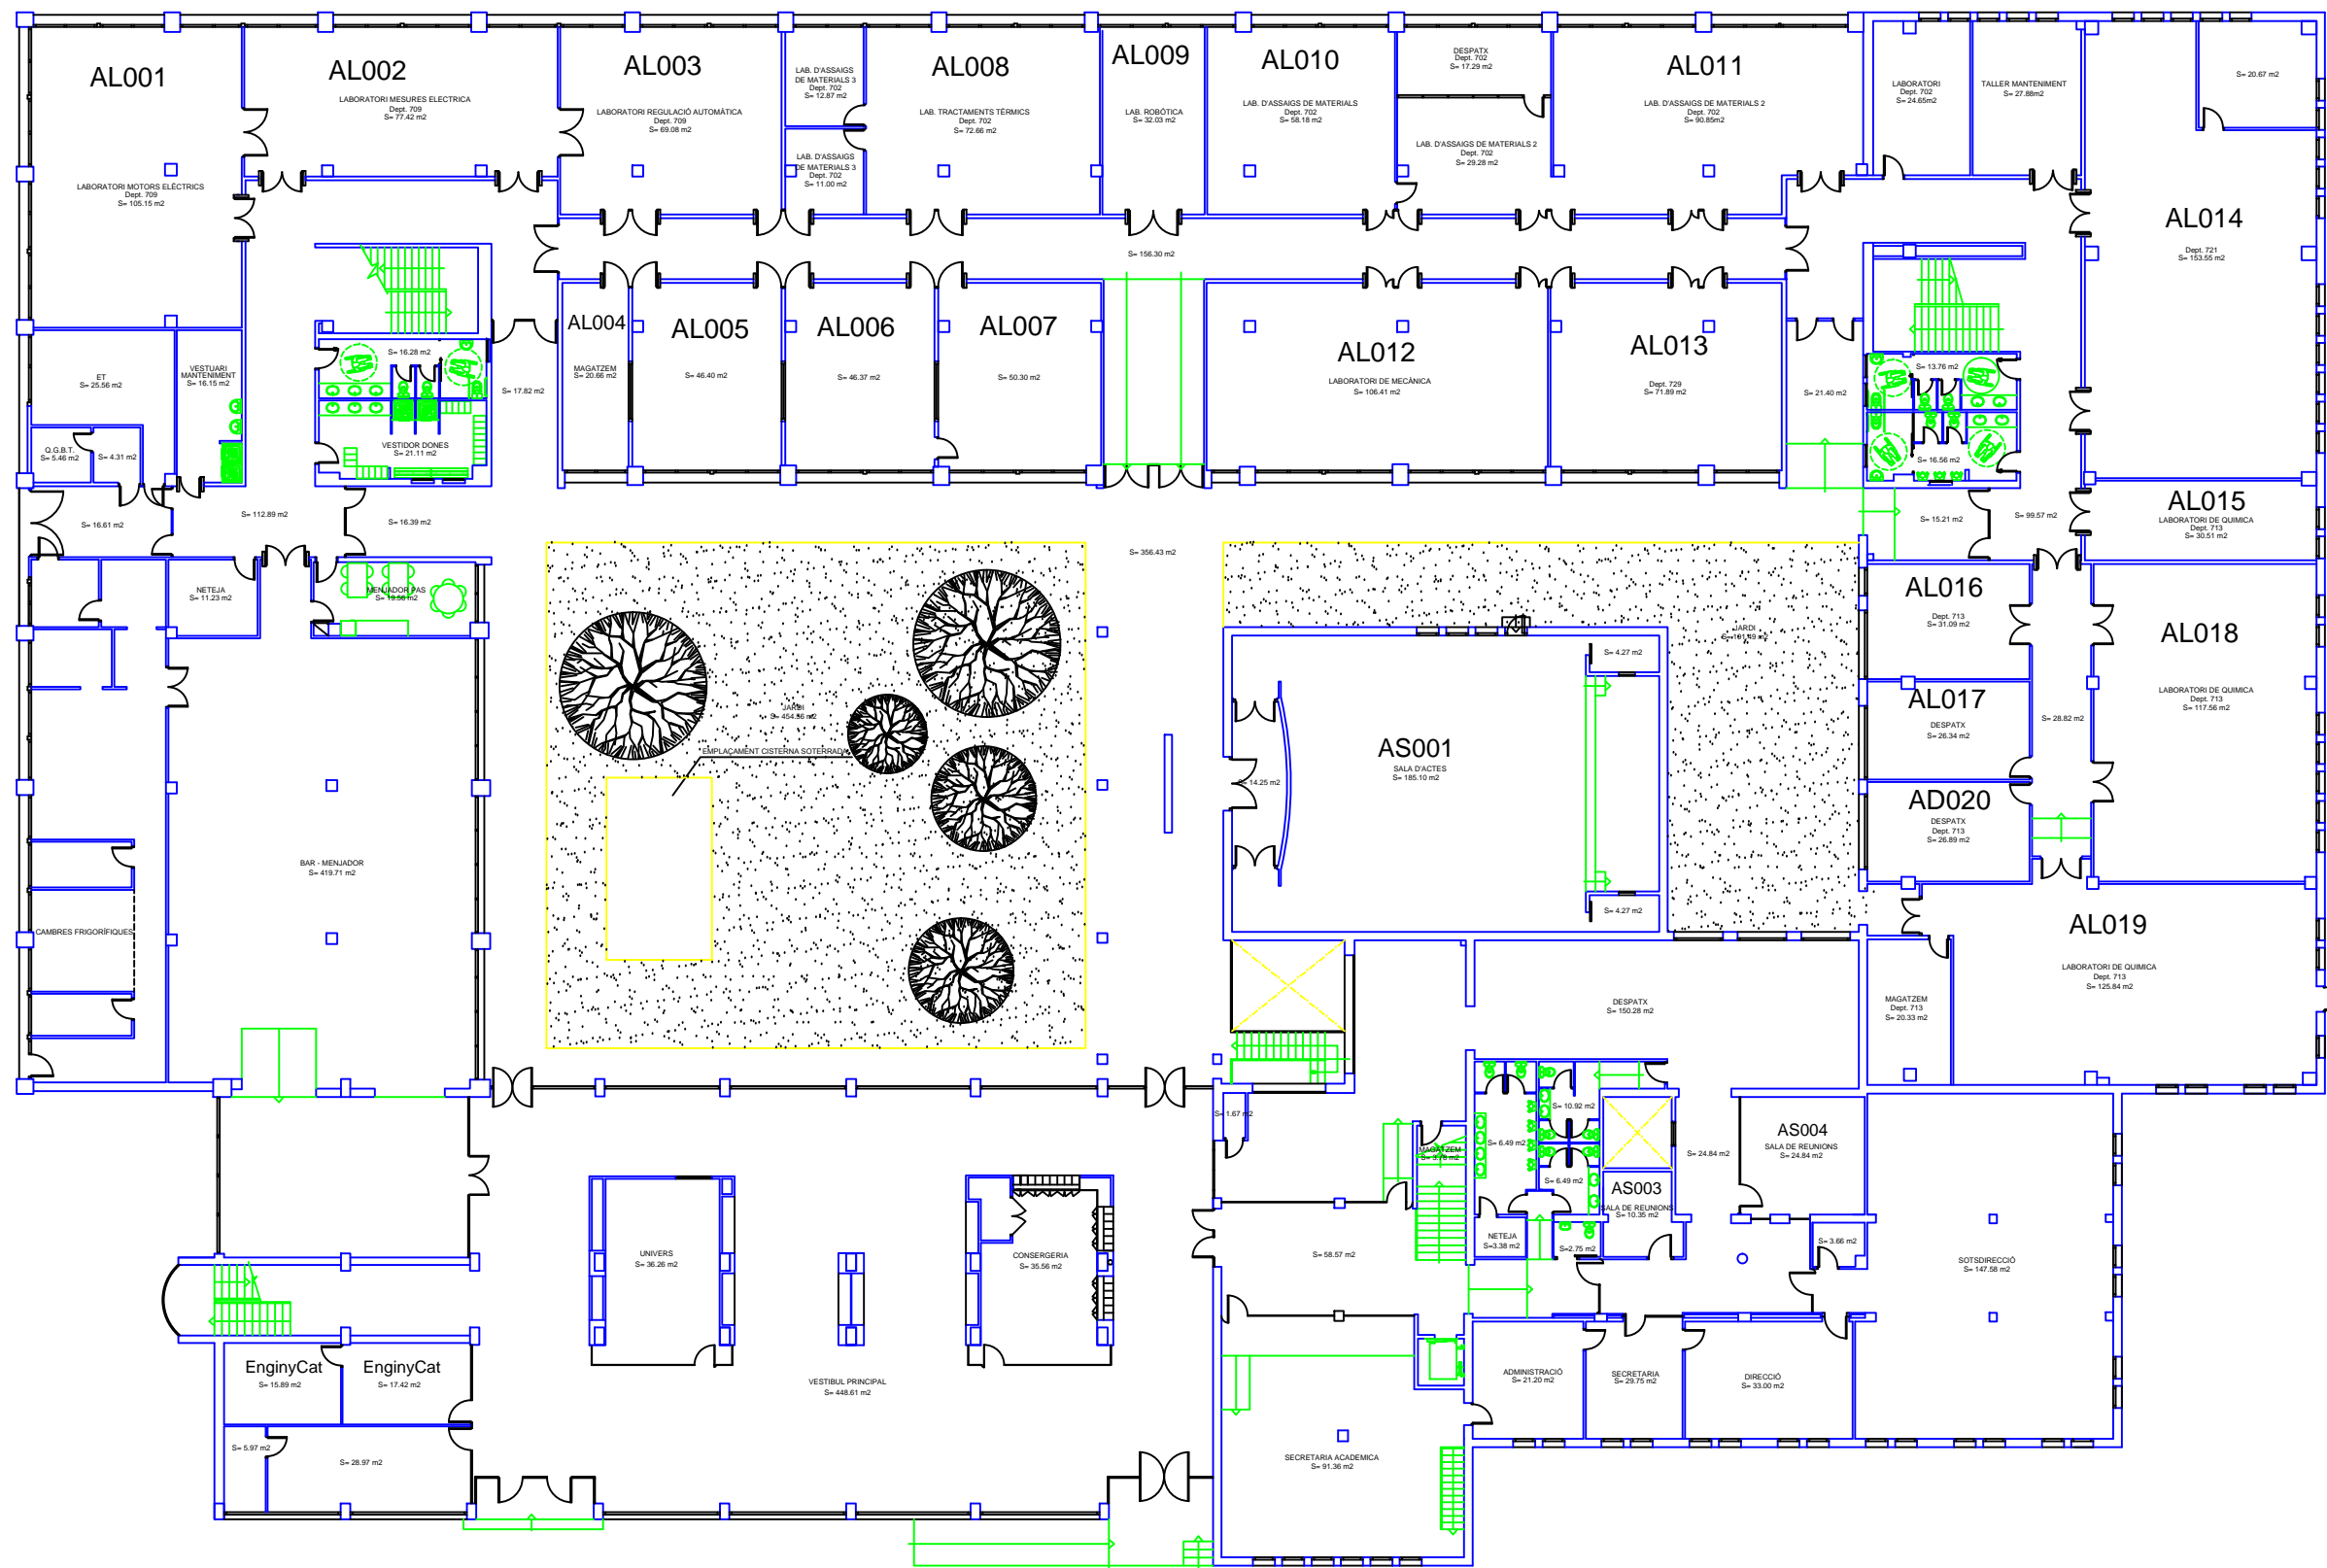 AL001
LABORATORI MOTORS ELÈCTRICS
Dept. 709
S= 105.15 m2
AL002
LABORATORI MESURES ELECTRICA
Dept. 709
S= 77.42 m2
AL003
LABORATORI REGULACIÓ AUTOMÀTICA
Dept. 709
S= 69.08 m2
LAB. D'ASSAIGS
DE MATERIALS 3
Dept. 702
S= 12.87 m2
LAB. D'ASSAIGS
DE MATERIALS 3
Dept. 702
S= 11.00 m2
AL008
LAB. TRACTAMENTS TÈRMICS
Dept. 702
S= 72.66 m2
AL009
LAB. ROBÒTICA
S= 32.03 m2
AL010
LAB. D'ASSAIGS DE MATERIALS
Dept. 702
S= 58.18 m2
DESPATX
Dept. 702
S= 17.29 m2
LAB. D'ASSAIGS DE MATERIALS 2
Dept. 702
S= 29.28 m2
AL011
LAB. D'ASSAIGS DE MATERIALS 2
Dept. 702
S= 90.85m2
LABORATORI
Dept. 702
S= 24.65m2
TALLER MANTENIMENT
S= 27.88m2
S= 20.67 m2
AL014
Dept. 721
S= 153.55 m2
S= 156.30 m2
AL004
MAGATZEM
S= 20.66 m2
AL005
S= 46.40 m2
AL006
S= 46.37 m2
AL007
S= 50.30 m2
AL012
LABORATORI DE MECÀNICA
S= 106.41 m2
AL013
Dept. 729
S= 71.89 m2
S= 21.40 m2
S= 13.76 m2
S= 16.56 m2
ET
S= 25.56 m2
VESTUARI
MANTENIMENT
S= 16.15 m2
S= 16.28 m2
S= 17.82 m2
VESTIDOR DONES
S= 21.11 m2
Q.G.B.T.
S= 5.46 m2
S= 4.31 m2
S= 16.61 m2
S= 112.89 m2
S= 16.39 m2
S= 356.43 m2
S= 15.21 m2
S= 99.57 m2
AL015
LABORATORI DE QUIMICA
Dept. 713
S= 30.51 m2
NETEJA
S= 11.23 m2
MENJADOR PAS
S= 19.56 m2
JARDI
S= 454.56 m2
EMPLAÇAMENT CISTERNA SOTERRADA
JARDI
AL016
Dept. 713
S= 31.09 m2
AL017
DESPATX
S= 26.34 m2
AD020
DESPATX
Dept. 713
S= 26.89 m2
S= 28.82 m2
AL018
LABORATORI DE QUIMICA
Dept. 713
S= 117.56 m2
S= 4.27 m2
AS001
SALA D'ACTES
S= 185.10 m2
S= 14.25 m2
S= 4.27 m2
BAR - MENJADOR
S= 419.71 m2
CAMBRES FRIGORÍFIQUES
AL019
LABORATORI DE QUIMICA
Dept. 713
S= 125.84 m2
MAGATZEM
Dept. 713
S= 20.33 m2
DESPATX
S= 150.28 m2
S= 1.67 m2
MAGATZEM
S= 6.49 m2
S= 10.92 m2
S= 6.49 m2
AS003
SALA DE REUNIONS
S= 10.35 m2
S= 24.84 m2
AS004
SALA DE REUNIONS
S= 24.84 m2
UNIVERS
S= 36.26 m2
CONSERGERIA
S= 35.56 m2
S= 58.57 m2
NETEJA
S=3.38 m2
S=2.75 m2
S= 3.66 m2
SOTSDIRECCIÓ
S= 147.58 m2
EnginyCat
S= 15.89 m2
EnginyCat
S= 17.42 m2
VESTIBUL PRINCIPAL
S= 448.61 m2
ADMINISTRACIÓ
S= 21.20 m2
SECRETARIA
S= 29.75 m2
DIRECCIÓ
S= 33.00 m2
S= 5.97 m2
S= 28.97 m2
SECRETARIA ACADEMICA
S= 91.36 m2